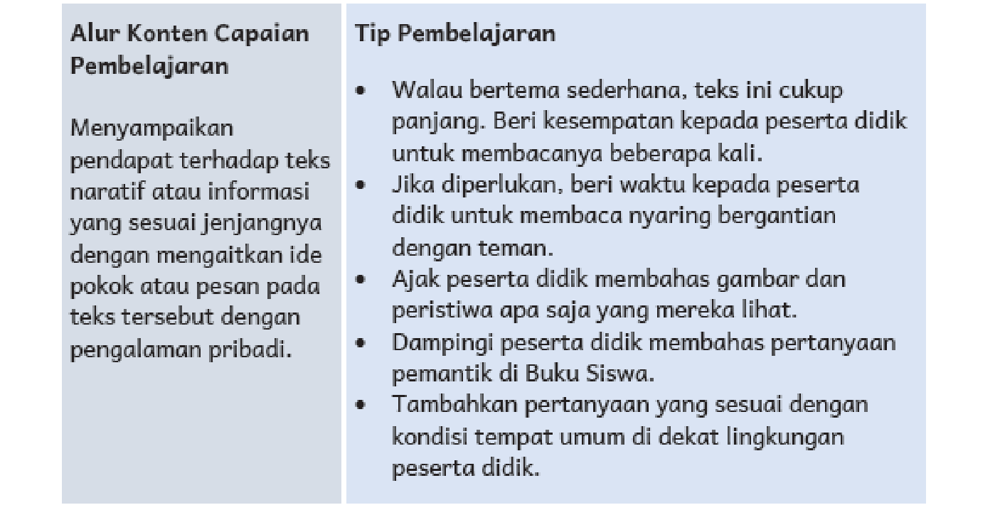 Alur Konten Capaian
Pembelajaran
Menyampaikan
pendapat terhadap teks
naratif atau informasi
yang sesuai jenjangnya
dengan mengaitkan ide
pokok atau pesan pada
teks tersebut dengan
pengalaman pribadi.
Tip Pembelajaran
• Walau bertema sederhana, teks ini cukup
panjang. Beri kesempatan kepada peserta didik
untuk membacanya beberapa kali.
• Jika diperlukan, beri waktu kepada peserta
didik untuk membaca nyaring bergantian
dengan teman.
• Ajak peserta didik membahas gambar dan
peristiwa apa saja yang mereka lihat.
• Dampingi peserta didik membahas pertanyaan
pemantik di Buku Siswa.
• Tambahkan pertanyaan yang sesuai dengan
kondisi tempat umum di dekat lingkungan
peserta didik.